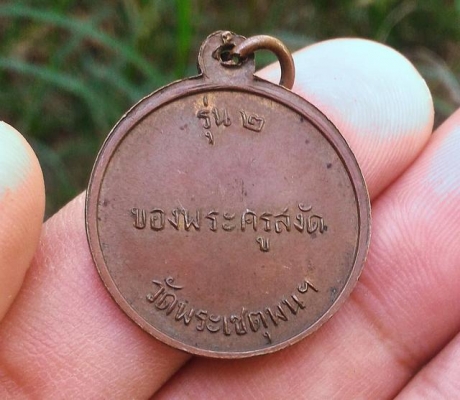 รุ่น ๒
ของพระครูสงัด
วัดพระเชตุพนฯ